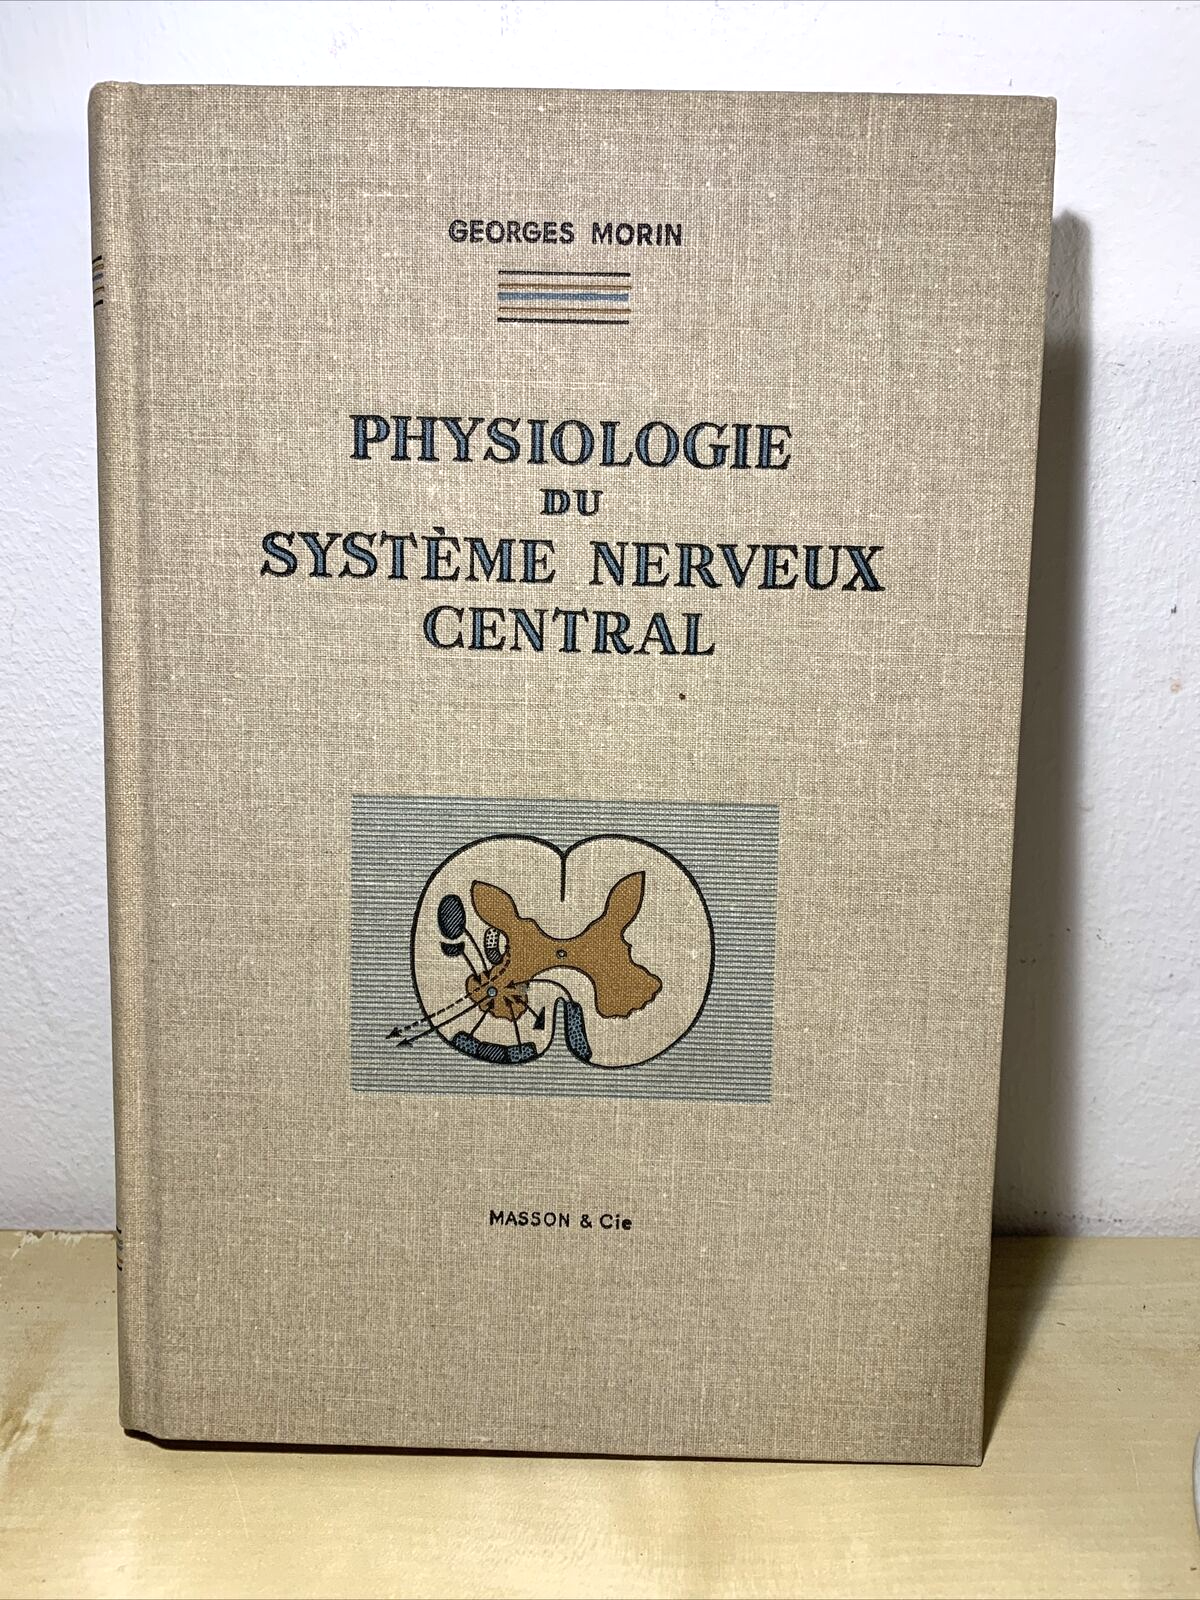 GEORGES MORIN
PHYSIOLOGIE
DU
SYSTÈME NERVEUX
CENTRAL
MASSON & Cie